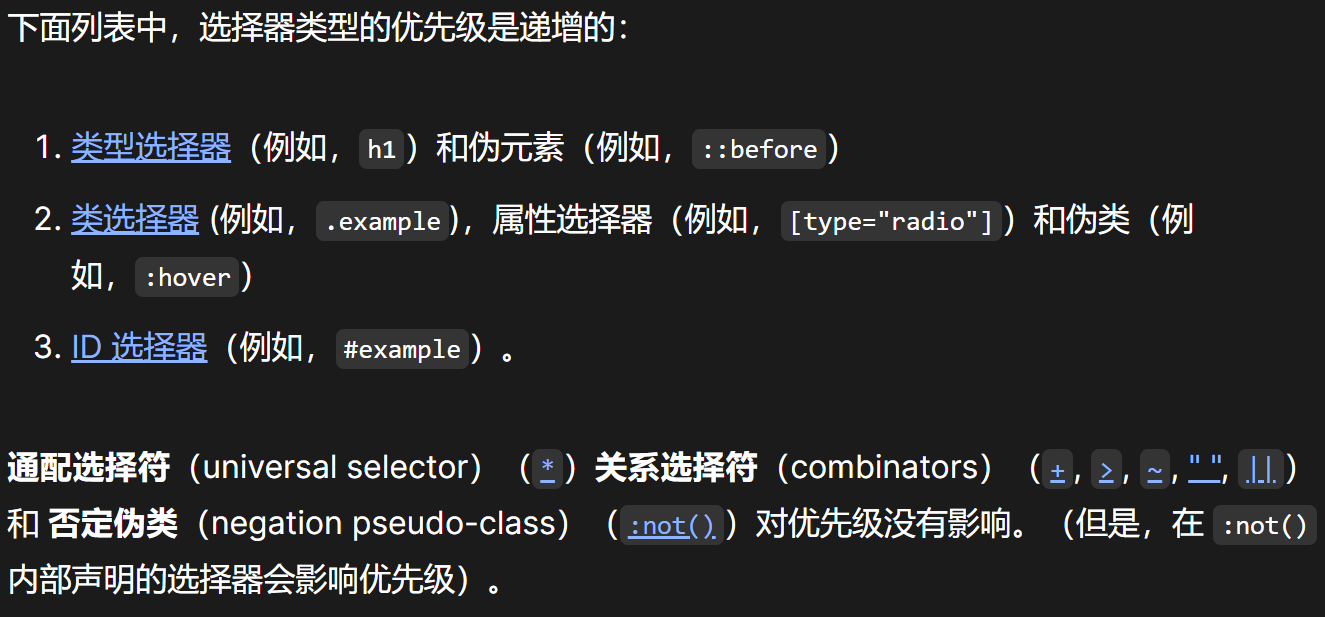 下面列表中，选择器类型的优先级是递增的：
1. 类型选择器（例如，h1）和伪元素（例如，::before）
2. 类选择器 (例如，.example)，属性选择器（例如，[type="radio"]）和伪类（例
如，:hover）
3. ID 选择器（例如，#example）。
通配选择符（universal selector）（*）关系选择符（combinators）（+, >, ~, " ", ||）
和 否定伪类（negation pseudo-class）（:not()）对优先级没有影响。（但是，在 :not()
内部声明的选择器会影响优先级）。